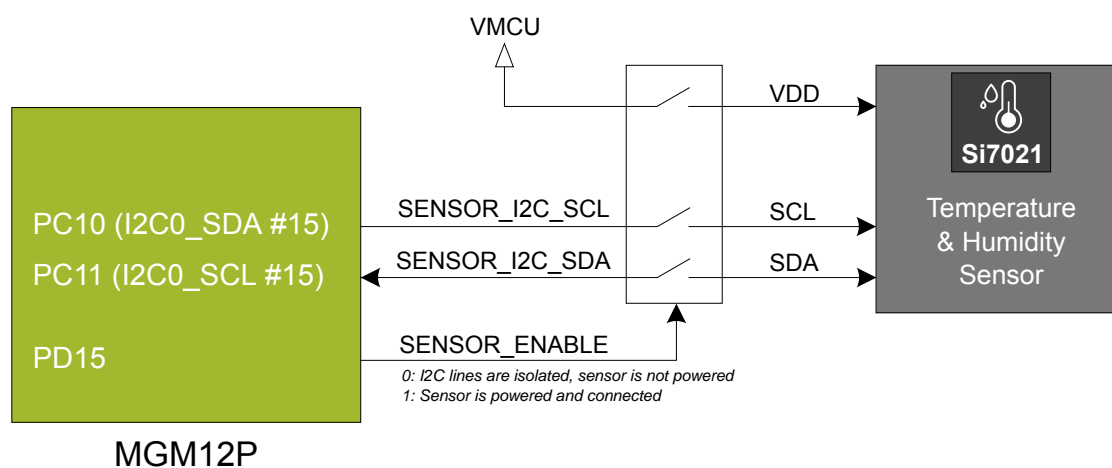 VMCU
VDD
Si7021
PC10 (I2C0_SDA #15)
SENSOR_I2C_SCL
SCL
Temperature
& Humidity
Sensor
PC11 (I2C0_SCL #15)
SENSOR_I2C_SDA
SDA
PD15
SENSOR_ENABLE
0: I2C lines are isolated, sensor is not powered
1: Sensor is powered and connected
MGM12P